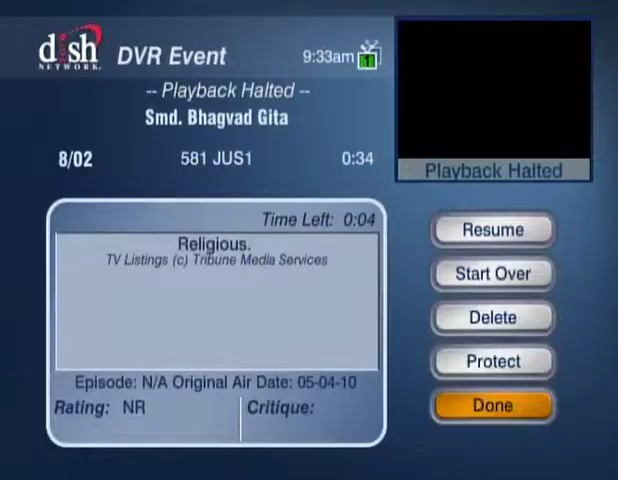 dish
NETWORK.
DVR Event
9:33am
1
-- Playback Halted --
Smd. Bhagvad Gita
8/02 581 JUS1 0:34
Playback Halted
Time Left: 0:04
Religious.
TV Listings (c) Tribune Media Services
Episode: N/A Original Air Date: 05-04-10
Rating: NR Critique:
Resume
Start Over
Delete
Protect
Done